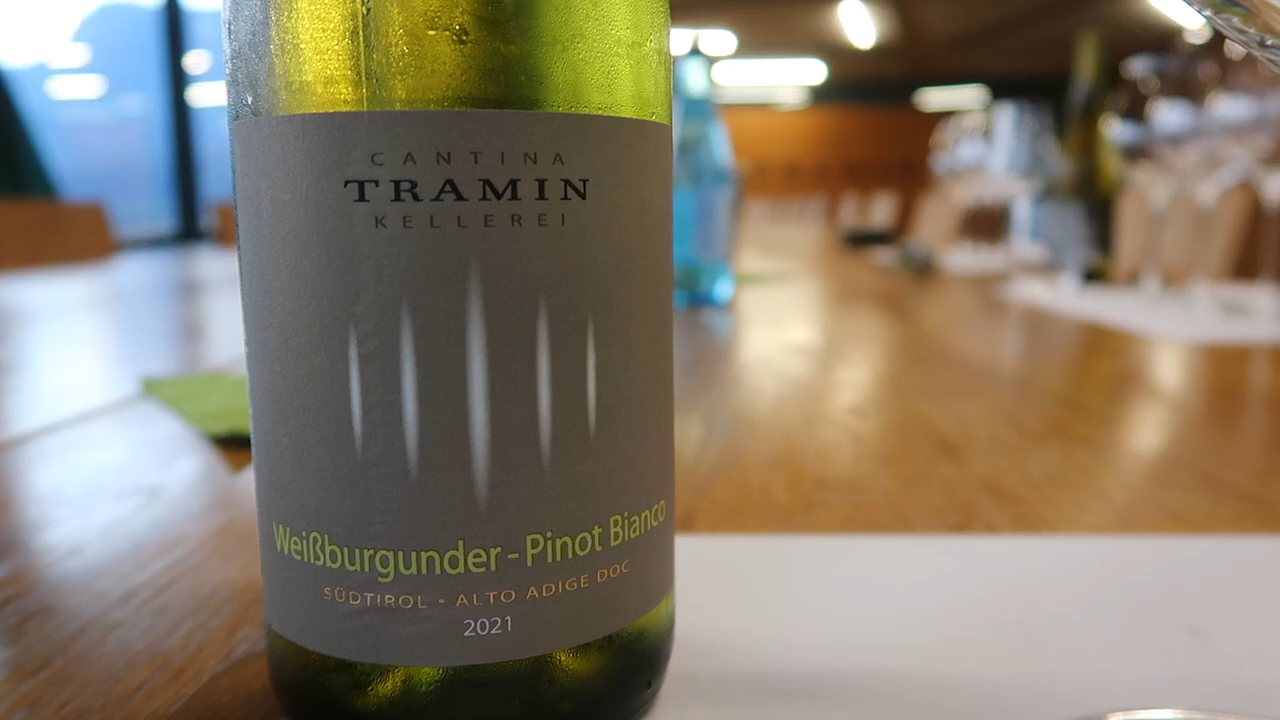 CANTINA
TRAMIN
KELLEREI
Weißburgunder - Pinot Bianco
SÜDTIROL - ALTO ADIGE DOC
2021